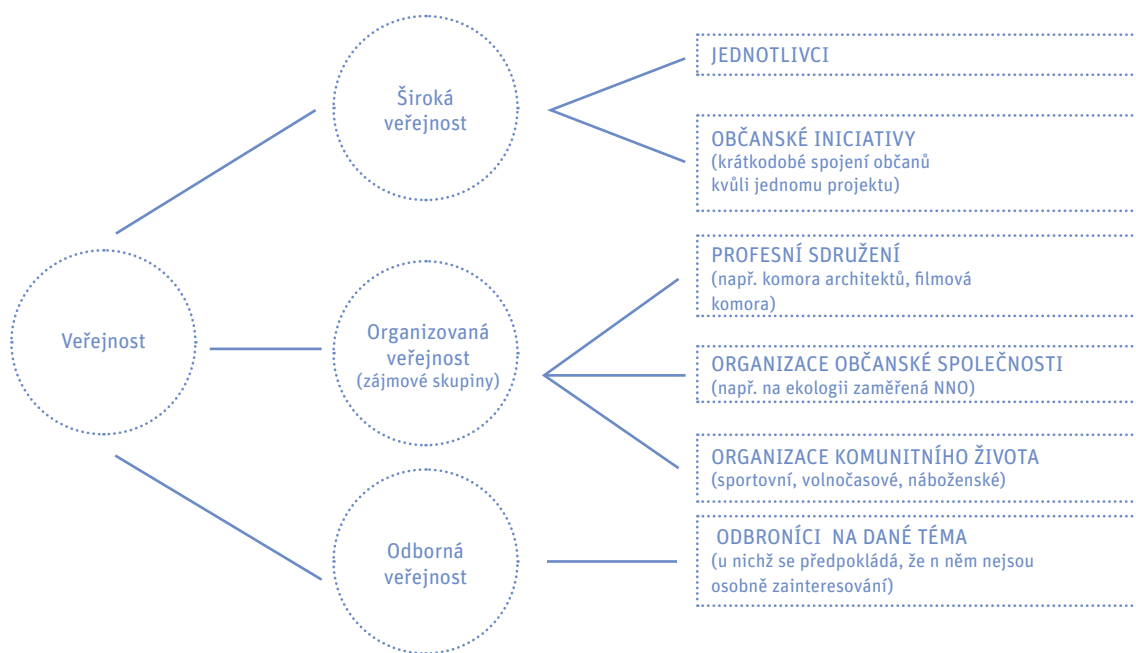 Veřejnost
Široká
veřejnost
JEDNOTLIVCI
OBČANSKÉ INICIATIVY
(krátkodobé spojení občanů
kvůli jednomu projektu)
Organizovaná
veřejnost
(zájmové skupiny)
PROFESNÍ SDRUŽENÍ
(např. komora architektů, filmová
komora)
ORGANIZACE OBČANSKÉ SPOLEČNOSTI
(např. na ekologii zaměřená NNO)
ORGANIZACE KOMUNITNÍHO ŽIVOTA
(sportovní, volnočasové, náboženské)
Odborná
veřejnost
ODBRONÍCI NA DANÉ TÉMA
(u nichž se předpokládá, že n něm nejsou
osobně zainteresování)